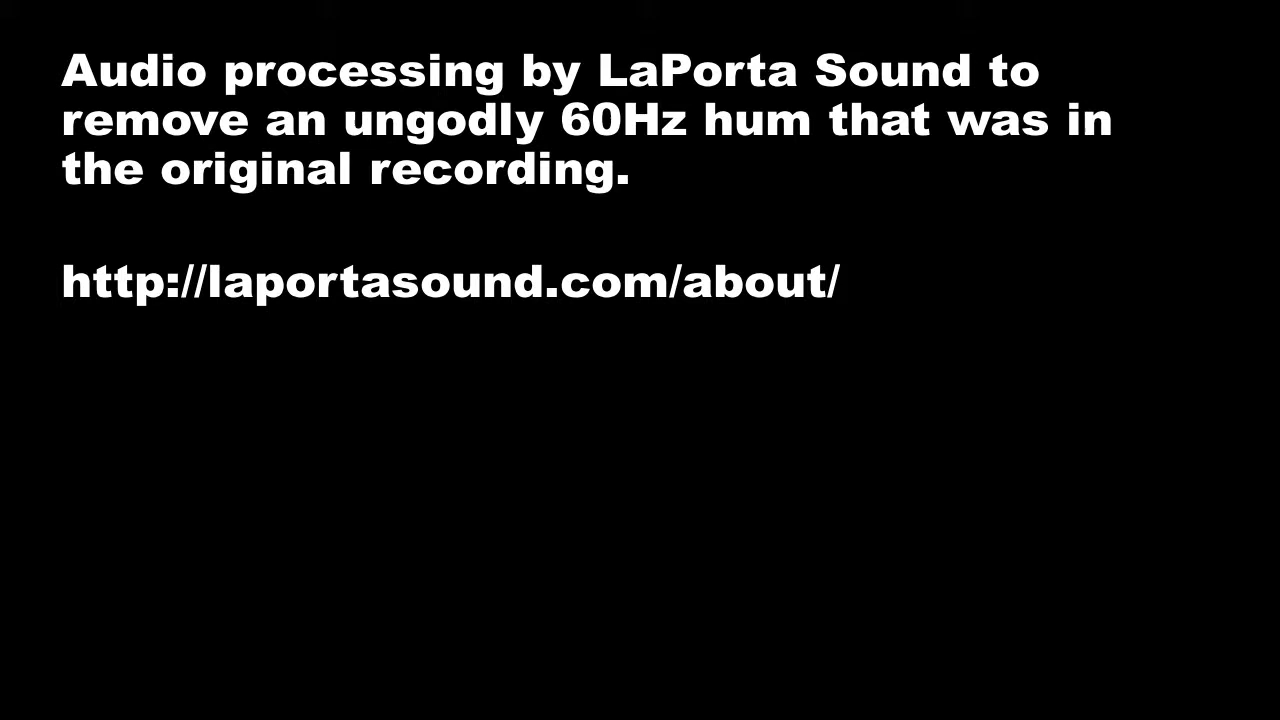 Audio processing by LaPorta Sound to
remove an ungodly 60Hz hum that was in
the original recording.
http://laportasound.com/about/